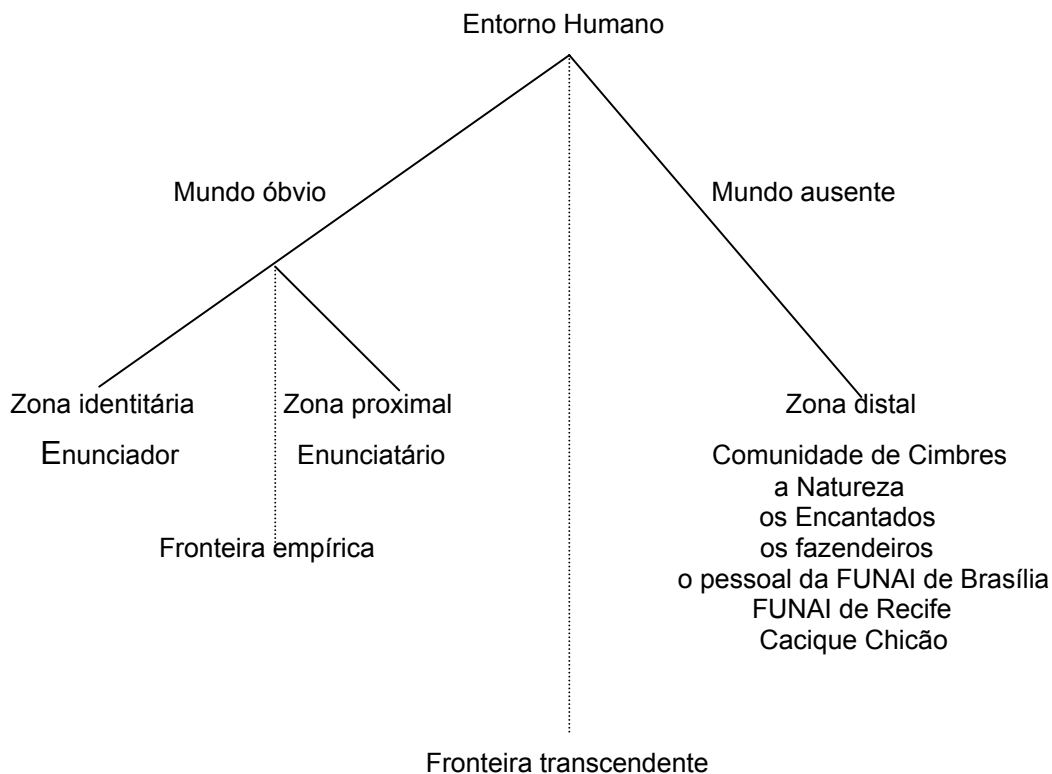 Entorno Humano
Mundo óbvio
Mundo ausente
Zona identitária
Zona proximal
Zona distal
Enunciador
Enunciatário
Comunidade de Cimbres
a Natureza
os Encantados
os fazendeiros
Fronteira empírica
o pessoal da FUNAI de Brasília
FUNAI de Recife
Cacique Chicão
Fronteira transcendente